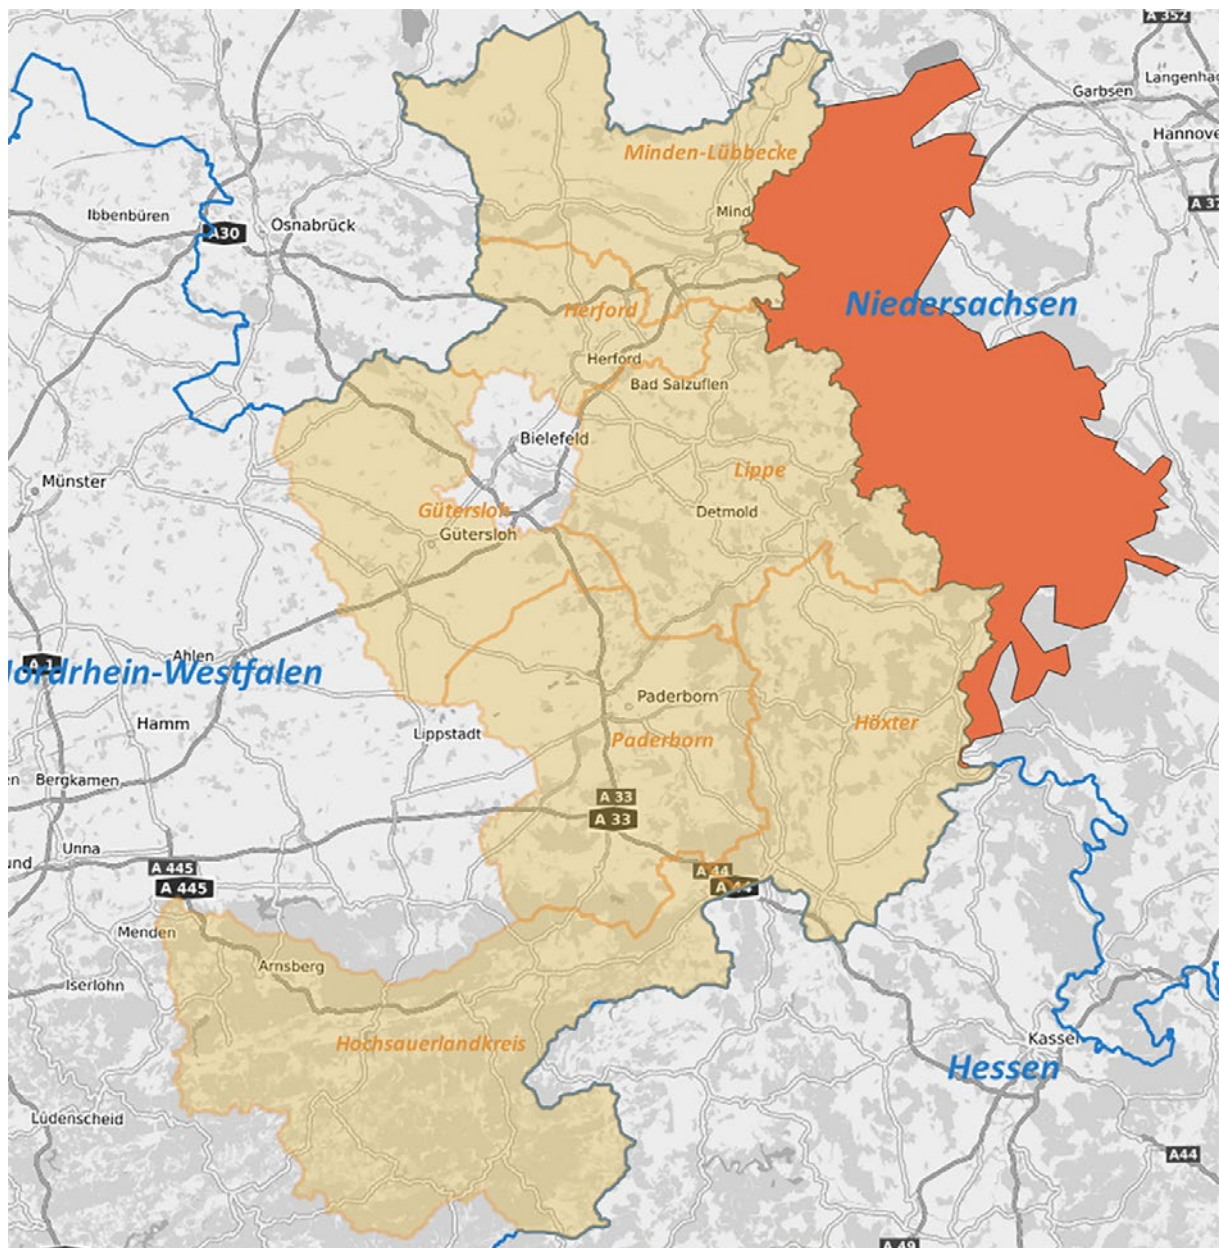 A 352
Langenhag
Garbsen
Hannove
Minden-Lübbecke
Ibbenbüren
Mind
A 37
A30
Osnabrück
Niedersachsen
Herford
Herford
Bad Salzuflen
Bielefeld
Lippe
Münster
Gütersloh
Detmold
Gütersloh
Ahlen
A 1
Nordrhein-Westfalen
Paderborn
Hamm
Höxter
Lippstadt
Paderborn
en
Bergkamen
A 33
A 33
Unna
und
A 445
A 44
A 445
A 44
Menden
Arnsberg
Iserlohn
Kassel
Hochsauerlandkreis
Hessen
Lüdenscheid
A44
A 49